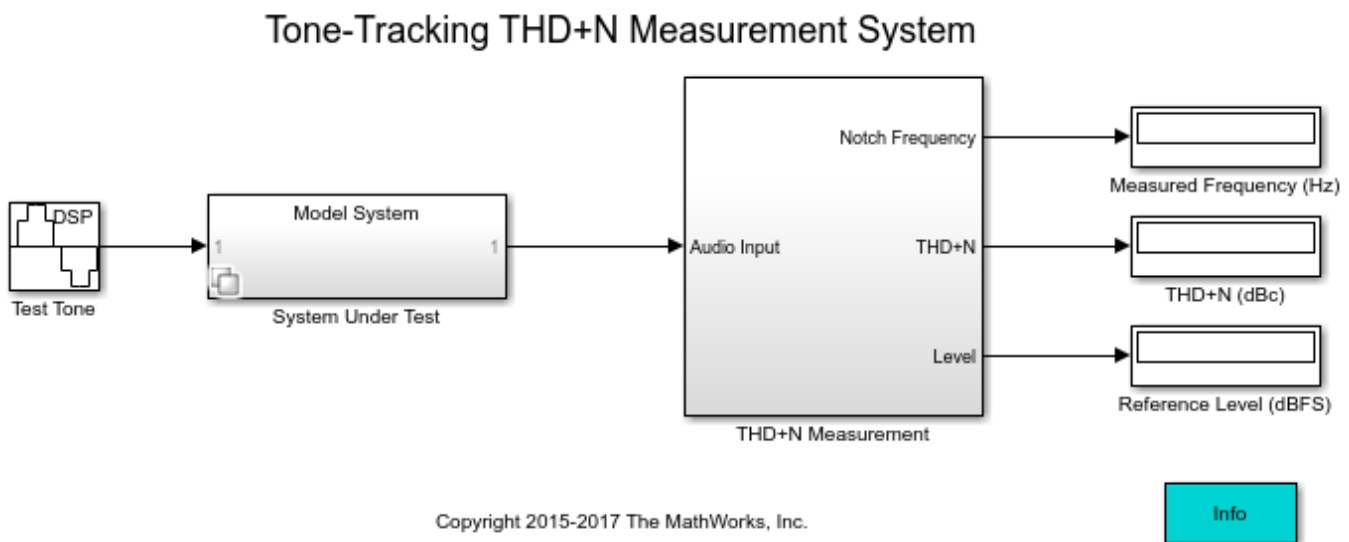 Tone-Tracking THD+N Measurement System
DSP
Test Tone
Model System
1
1
System Under Test
Audio Input
Notch Frequency
THD+N
Level
THD+N Measurement
Measured Frequency (Hz)
THD+N (dBc)
Reference Level (dBFS)
Copyright 2015-2017 The MathWorks, Inc.
Info